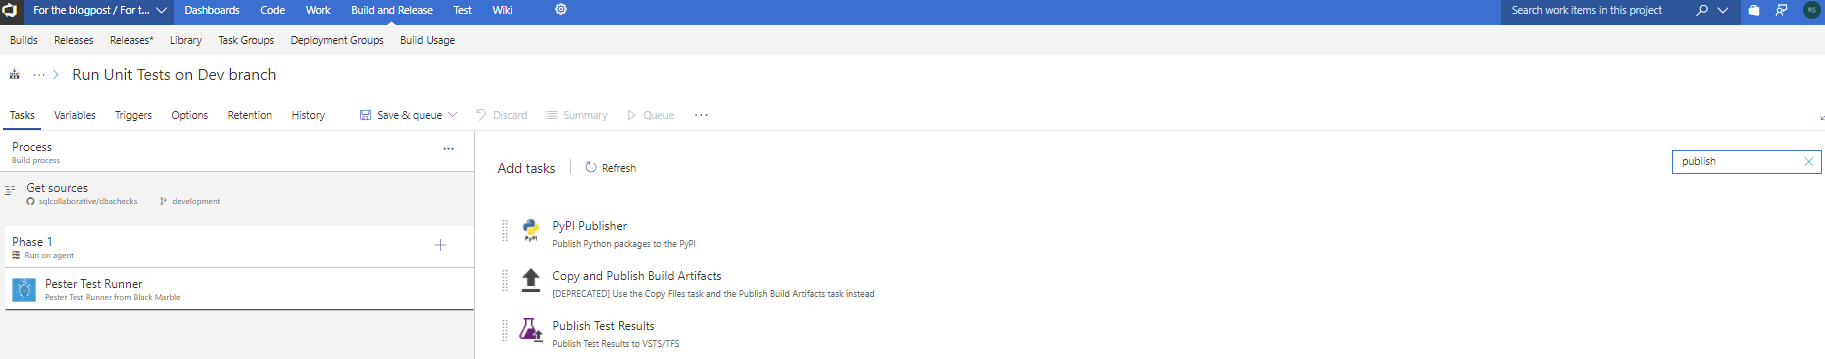 For the blogpost / For t... Dashboards Code Work Build and Release Test Wiki Search work items in this project RS
Builds Releases Releases* Library Task Groups Deployment Groups Build Usage
... > Run Unit Tests on Dev branch
Tasks Variables Triggers Options Retention History Save & queue Discard Summary Queue ...
Process ...
Build process
Add tasks Refresh publish
Get sources
sqlcollaborative/dbachecks development
Phase 1
Run on agent
Pester Test Runner
Pester Test Runner from Black Marble
PyPI
PyPI Publisher
Publish Python packages to the PyPI
Copy and Publish Build Artifacts
[DEPRECATED] Use the Copy Files task and the Publish Build Artifacts task instead
Publish Test Results
Publish Test Results to VSTS/TFS